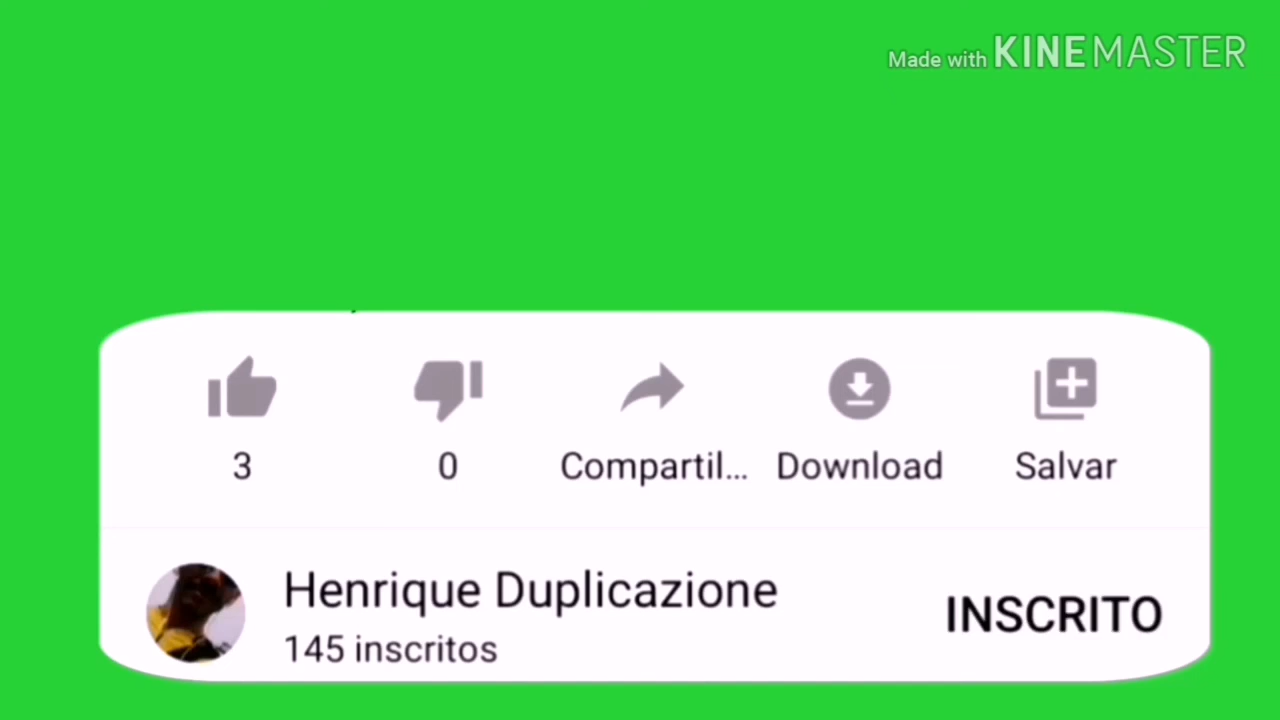 Made with KINEMASTER
3
0
Compartil...
Download
Salvar
Henrique Duplicazione
145 inscritos
INSCRITO